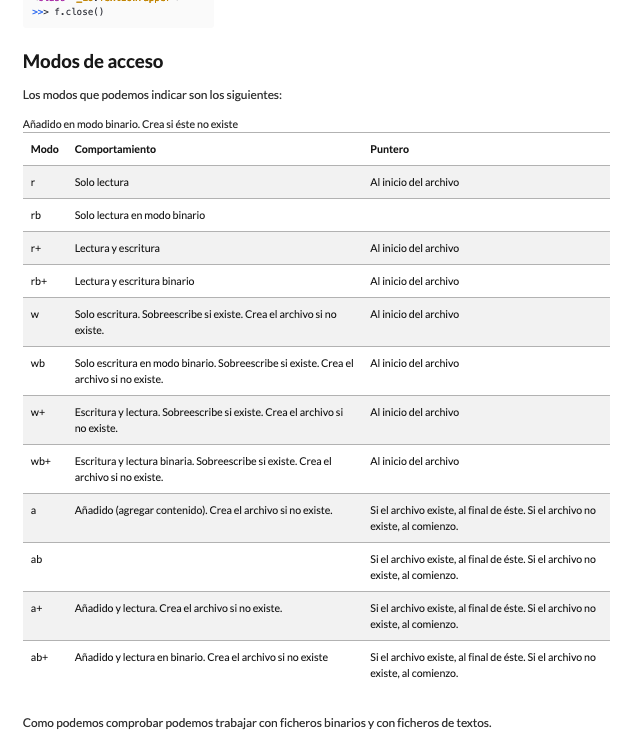 >>> f.close()
Modos de acceso
Los modos que podemos indicar son los siguientes:
Añadido en modo binario. Crea si éste no existe
Modo Comportamiento Puntero
r Solo lectura Al inicio del archivo
rb Solo lectura en modo binario
r+ Lectura y escritura Al inicio del archivo
rb+ Lectura y escritura binario Al inicio del archivo
w Solo escritura. Sobreescribe si existe. Crea el archivo si no Al inicio del archivo
existe.
wb Solo escritura en modo binario. Sobreescribe si existe. Crea el Al inicio del archivo
archivo si no existe.
w+ Escritura y lectura. Sobreescribe si existe. Crea el archivo si Al inicio del archivo
no existe.
wb+ Escritura y lectura binaria. Sobreescribe si existe. Crea el Al inicio del archivo
archivo si no existe.
a Añadido (agregar contenido). Crea el archivo si no existe. Si el archivo existe, al final de éste. Si el archivo no
existe, al comienzo.
ab Si el archivo existe, al final de éste. Si el archivo no
existe, al comienzo.
a+ Añadido y lectura. Crea el archivo si no existe. Si el archivo existe, al final de éste. Si el archivo no
existe, al comienzo.
ab+ Añadido y lectura en binario. Crea el archivo si no existe Si el archivo existe, al final de éste. Si el archivo no
existe, al comienzo.
Como podemos comprobar podemos trabajar con ficheros binarios y con ficheros de textos.